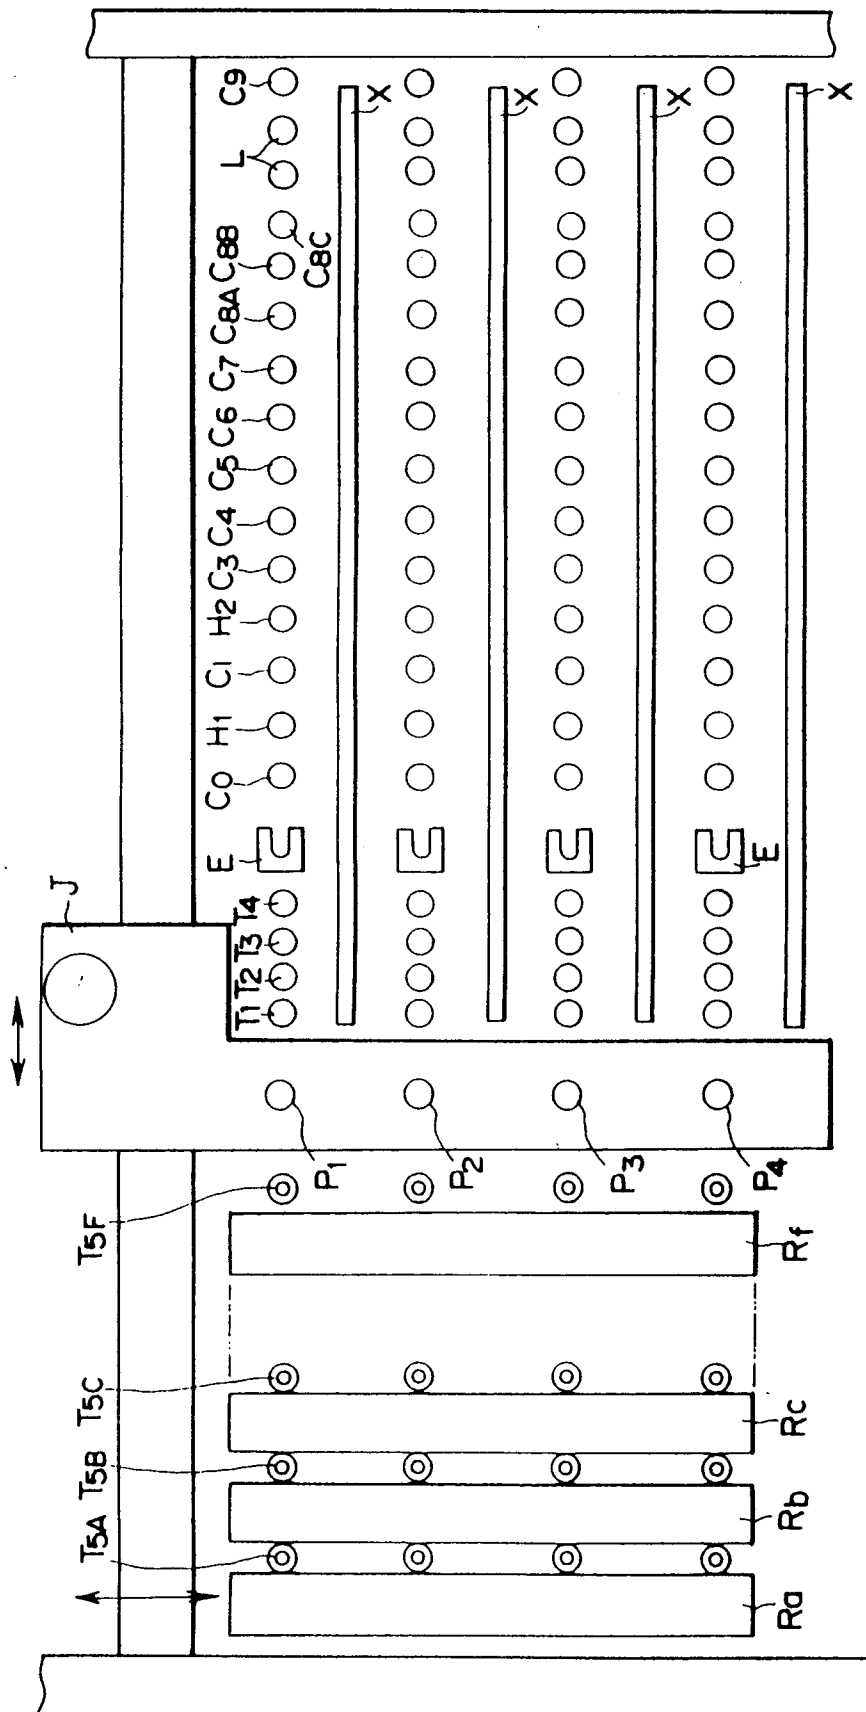 J
T5A T5B T5C T5F
T1 T2 T3 T4 E C0 H1 C1 H2 C3 C4 C5 C6 C7 C8A C8B L C9
C8C
P1
X
P2
X
P3
X
P4
E
Ra Rb Rc Rf
X